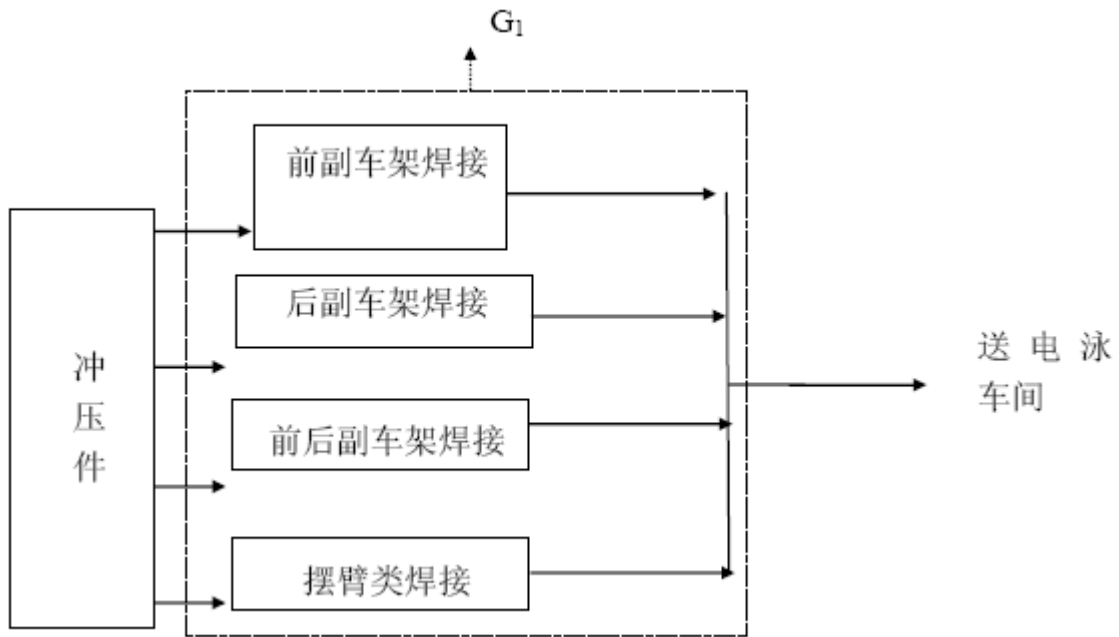 G₁
前副车架焊接
后副车架焊接
冲
压
件
前后副车架焊接
摆臂类焊接
送 电 泳
车间